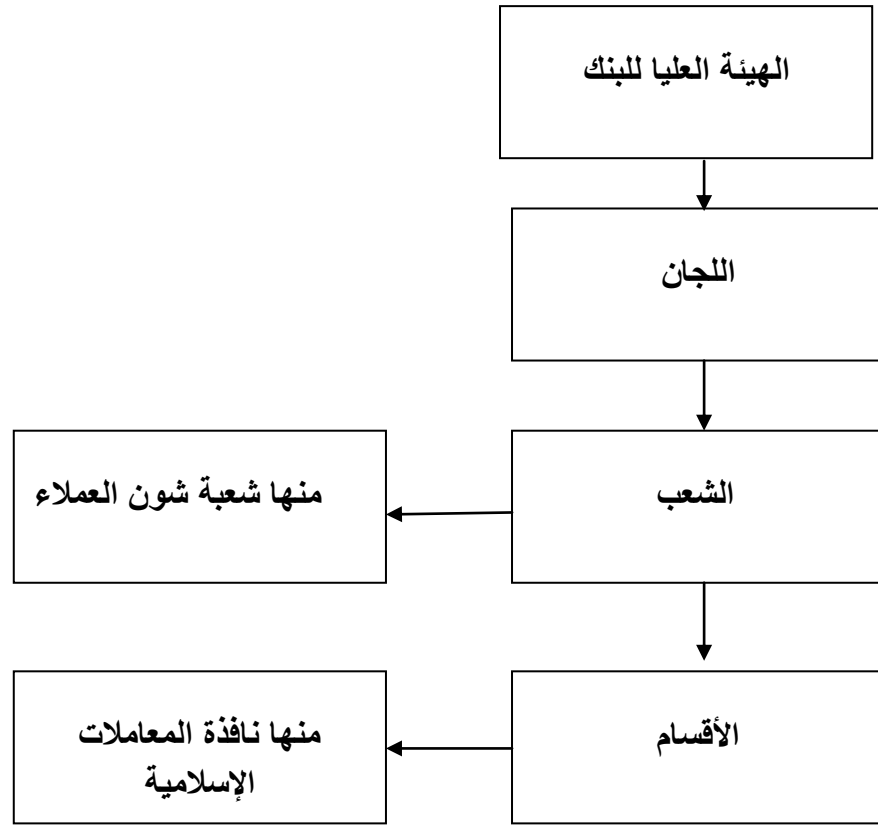 الهيئة العليا للبنك
اللجان
الشعب
منها شعبة شون العملاء
الأقسام
منها نافذة المعاملات
الإسلامية